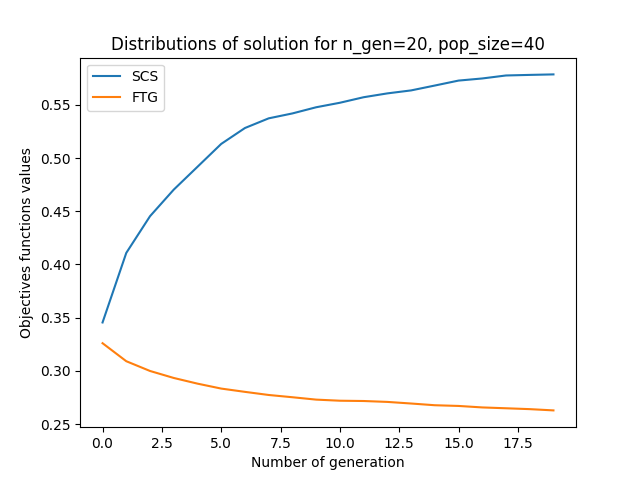 Distributions of solution for n_gen=20, pop_size=40
SCS
FTG
Objectives functions values
0.55
0.50
0.45
0.40
0.35
0.30
0.25
0.0 2.5 5.0 7.5 10.0 12.5 15.0 17.5
Number of generation